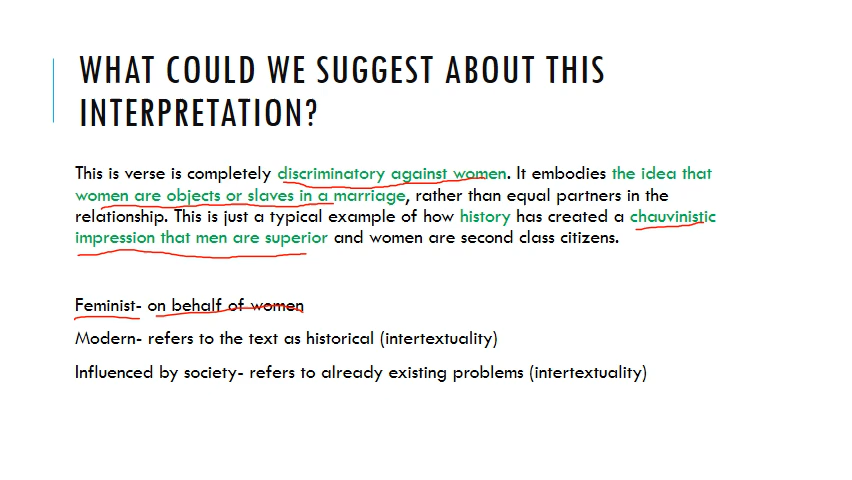 WHAT COULD WE SUGGEST ABOUT THIS
INTERPRETATION?
This is verse is completely discriminatory against women. It embodies the idea that
women are objects or slaves in a marriage, rather than equal partners in the
relationship. This is just a typical example of how history has created a chauvinistic
impression that men are superior and women are second class citizens.
Feminist- on behalf of women
Modern- refers to the text as historical (intertextuality)
Influenced by society- refers to already existing problems (intertextuality)